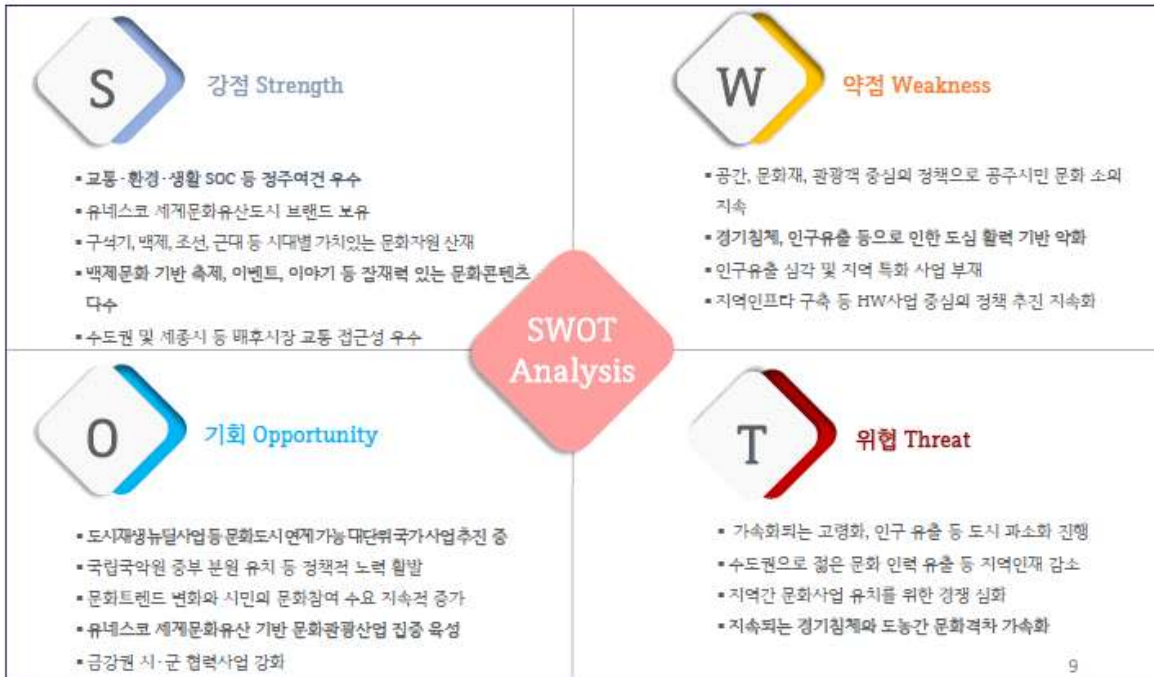 S
강점 Strength
▪ 교통·환경·생활 SOC 등 정주여건 우수
▪ 유네스코 세계문화유산도시 브랜드 보유
▪ 구석기, 백제, 조선, 근대 등 시대별 가치있는 문화자원 산재
▪ 백제문화 기반 축제, 이벤트, 이야기 등 잠재력 있는 문화콘텐츠
다수
▪ 수도권 및 세종시 등 배후시장 교통 접근성 우수
W
약점 Weakness
▪ 공간, 문화재, 관광객 중심의 정책으로 공주시민 문화 소외
지속
▪ 경기침체, 인구유출 등으로 인한 도심 활력 기반 약화
▪ 인구유출 심각 및 지역 특화 사업 부재
▪ 지역인프라 구축 등 HW사업 중심의 정책 추진 지속화
SWOT
Analysis
O
기회 Opportunity
▪ 도시재생뉴딜사업 등 문화도시 연계 가능 대단위 국가 사업 추진 중
▪ 국립국악원 중부 분원 유치 등 정책적 노력 활발
▪ 문화트렌드 변화와 시민의 문화참여 수요 지속적 증가
▪ 유네스코 세계문화유산 기반 문화관광산업 집중 육성
▪ 금강권 시·군 협력사업 강화
T
위협 Threat
▪ 가속화되는 고령화, 인구 유출 등 도시 과소화 진행
▪ 수도권으로 젊은 문화 인력 유출 등 지역인재 감소
▪ 지역간 문화사업 유치를 위한 경쟁 심화
▪ 지속되는 경기침체와 도농간 문화격차 가속화
9